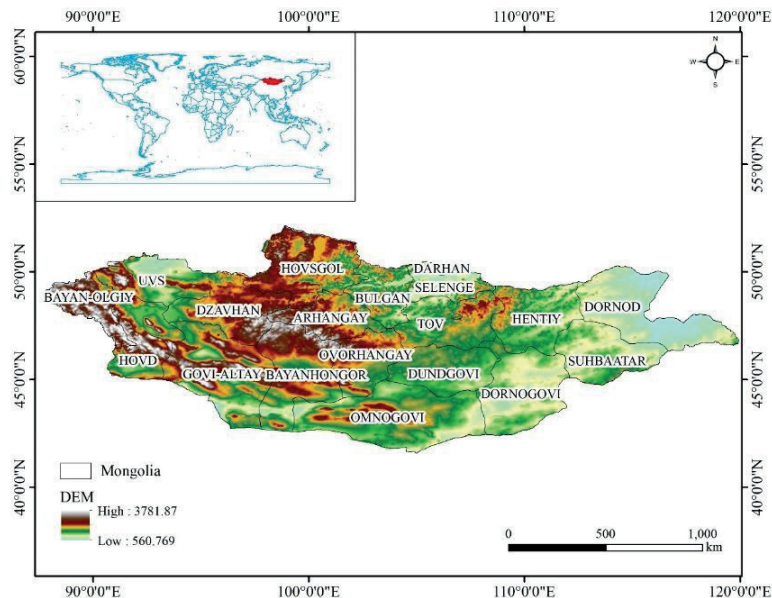 90°0'0"E
100°0'0"E
110°0'0"E
120°0'0"E
60°0'0"N
55°0'0"N
50°0'0"N
45°0'0"N
40°0'0"N
60°0'0"N
55°0'0"N
50°0'0"N
45°0'0"N
40°0'0"N
N
W
E
S
UVS
HOVSGOL
DARHAN
BAYAN-OLGIY
SELENGE
BULGAN
DZAVHAN
ARHANGAY
TOV
HENTIY
DORNOD
HOVD
OVORHANGAY
SUHBAATAR
GOVI-ALTAY
BAYANHONGOR
DUNDGOVI
DORNOGOVI
OMNOGOVI
Mongolia
DEM
High : 3781.87
Low : 560.769
0
500
1,000
km
90°0'0"E
100°0'0"E
110°0'0"E
120°0'0"E